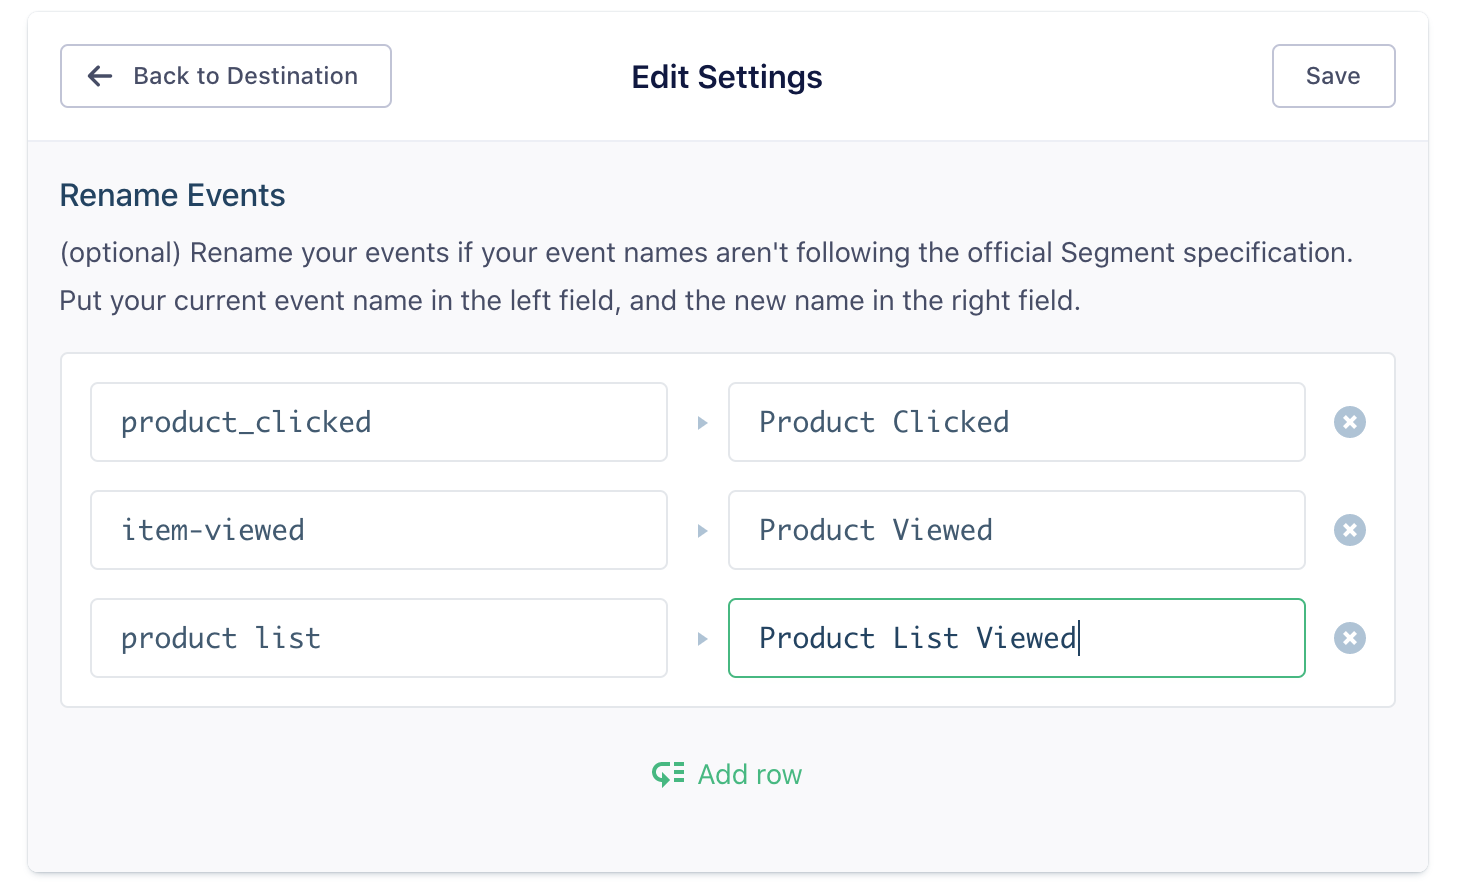 Back to Destination
Edit Settings
Save
Rename Events
(optional) Rename your events if your event names aren't following the official Segment specification.
Put your current event name in the left field, and the new name in the right field.
product_clicked
Product Clicked
item-viewed
Product Viewed
product list
Product List Viewed
Add row